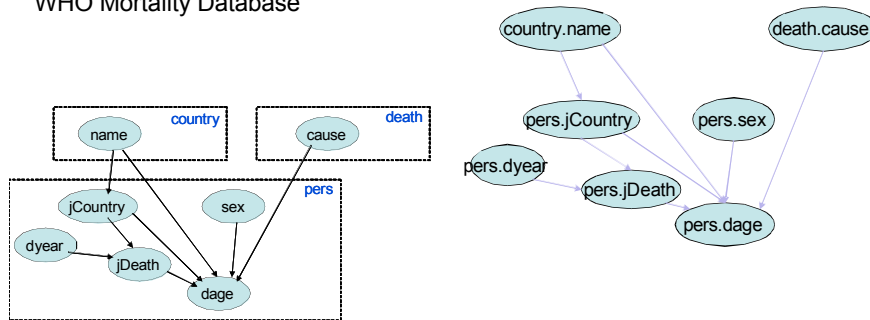 WHO Mortality Database
country
death
name
cause
pers
jCountry
sex
dyear
jDeath
dage
country.name
death.cause
pers.jCountry
pers.sex
pers.dyear
pers.jDeath
pers.dage